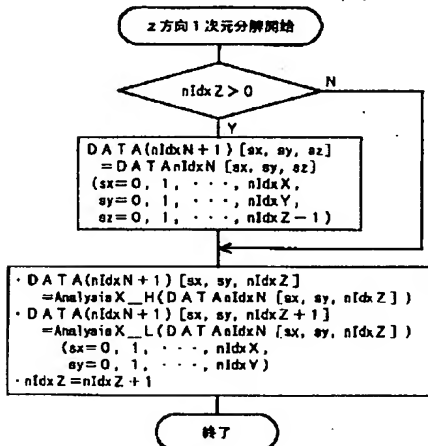 z方向1次元分解開始
nIdxZ>0
N
Y
DATA(nIdxN+1) [sx, sy, sz]
=DATAnIdxN [sx, sy, sz]
(sx=0, 1, ・・・, nIdxX,
sy=0, 1, ・・・, nIdxY,
sz=0, 1, ・・・, nIdxZ-1)
・DATA(nIdxN+1) [sx, sy, nIdxZ]
=AnalysisX_H(DATAnIdxN [sx, sy, nIdxZ])
・DATA(nIdxN+1) [sx, sy, nIdxZ+1]
=AnalysisX_L(DATAnIdxN [sx, sy, nIdxZ])
(sx=0, 1, ・・・, nIdxX,
sy=0, 1, ・・・, nIdxY)
・nIdxZ=nIdxZ+1
終了